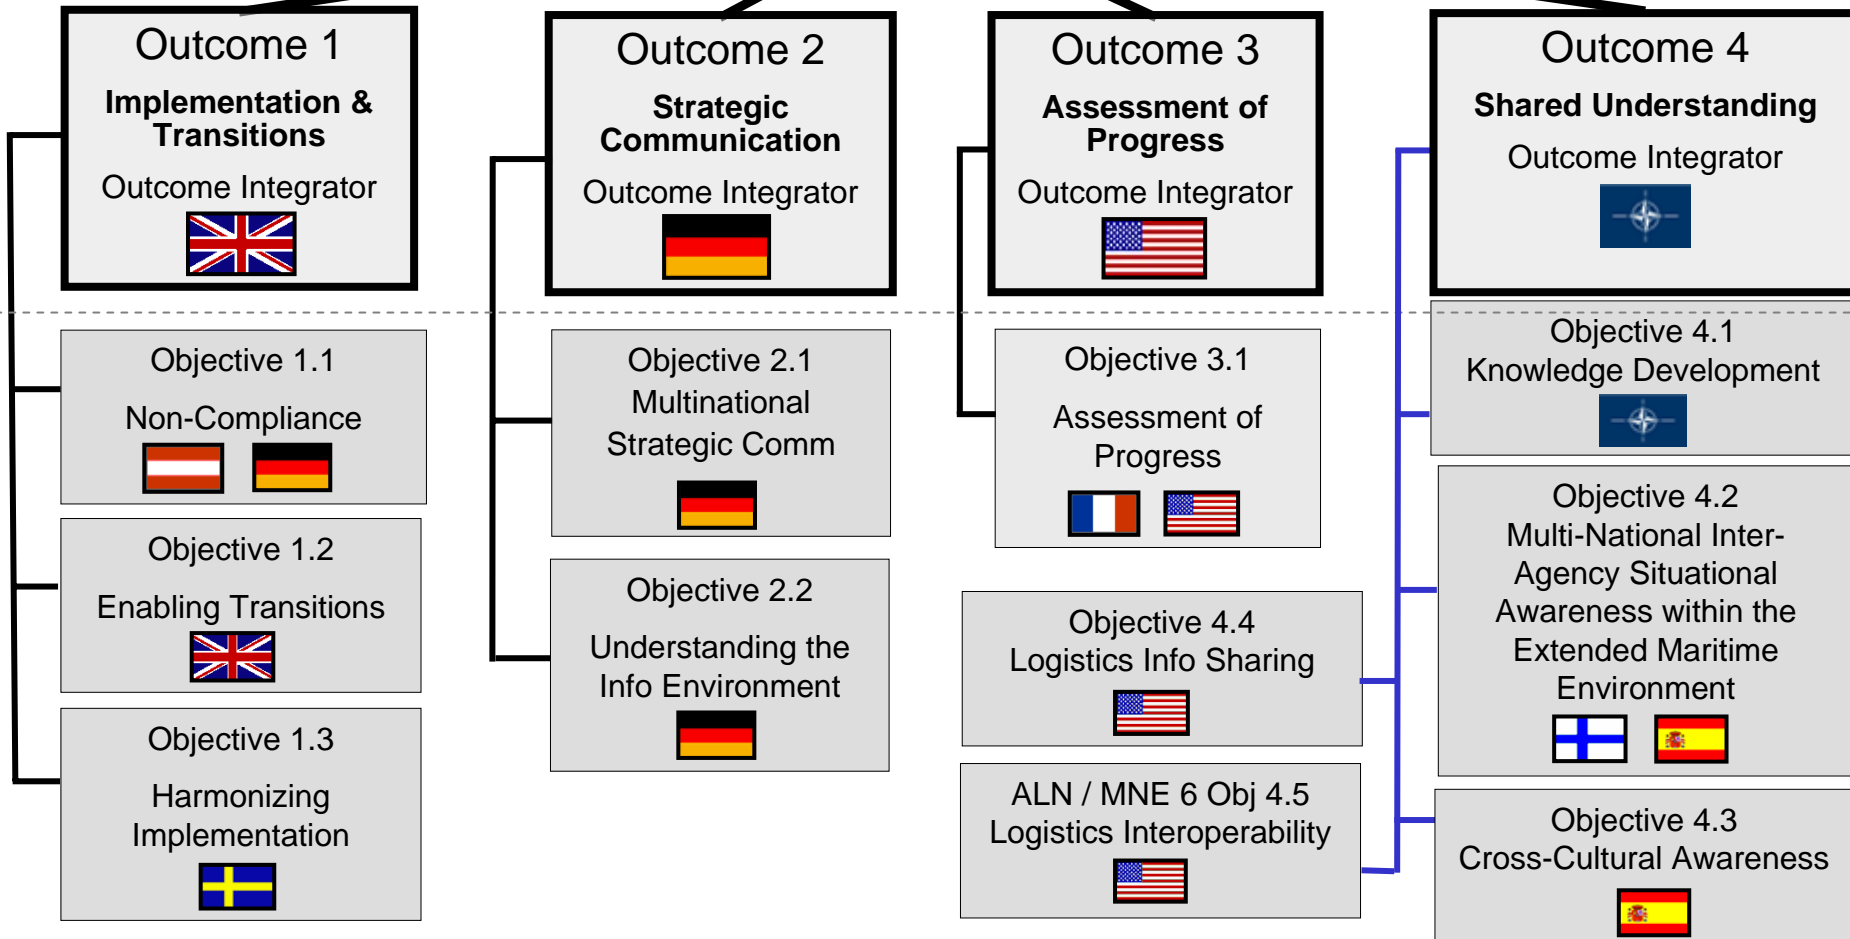 Outcome 1
Implementation &
Transitions
Outcome Integrator
Objective 1.1
Non-Compliance
Objective 1.2
Enabling Transitions
Objective 1.3
Harmonizing
Implementation
Outcome 2
Strategic
Communication
Outcome Integrator
Objective 2.1
Multinational
Strategic Comm
Objective 2.2
Understanding the
Info Environment
Outcome 3
Assessment of
Progress
Outcome Integrator
Objective 3.1
Assessment of
Progress
Outcome 4
Shared Understanding
Outcome Integrator
Objective 4.1
Knowledge Development
Objective 4.2
Multi-National Inter-
Agency Situational
Awareness within the
Extended Maritime
Environment
Objective 4.3
Cross-Cultural Awareness
Objective 4.4
Logistics Info Sharing
ALN / MNE 6 Obj 4.5
Logistics Interoperability